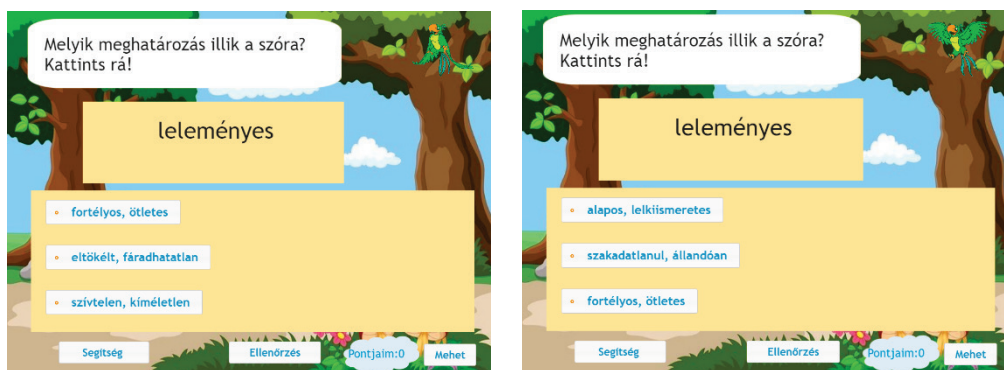 Melyik meghatározás illik a szóra?
Kattints rá!
leleményes
fortélyos, ötletes
eltökélt, fáradhatatlan
szívtelen, kíméletlen
Segítség
Ellenőrzés
Pontjaim:0
Mehet
Melyik meghatározás illik a szóra?
Kattints rá!
leleményes
alapos, lelkiismeretes
szakadatlanul, állandóan
fortélyos, ötletes
Segítség
Ellenőrzés
Pontjaim:0
Mehet